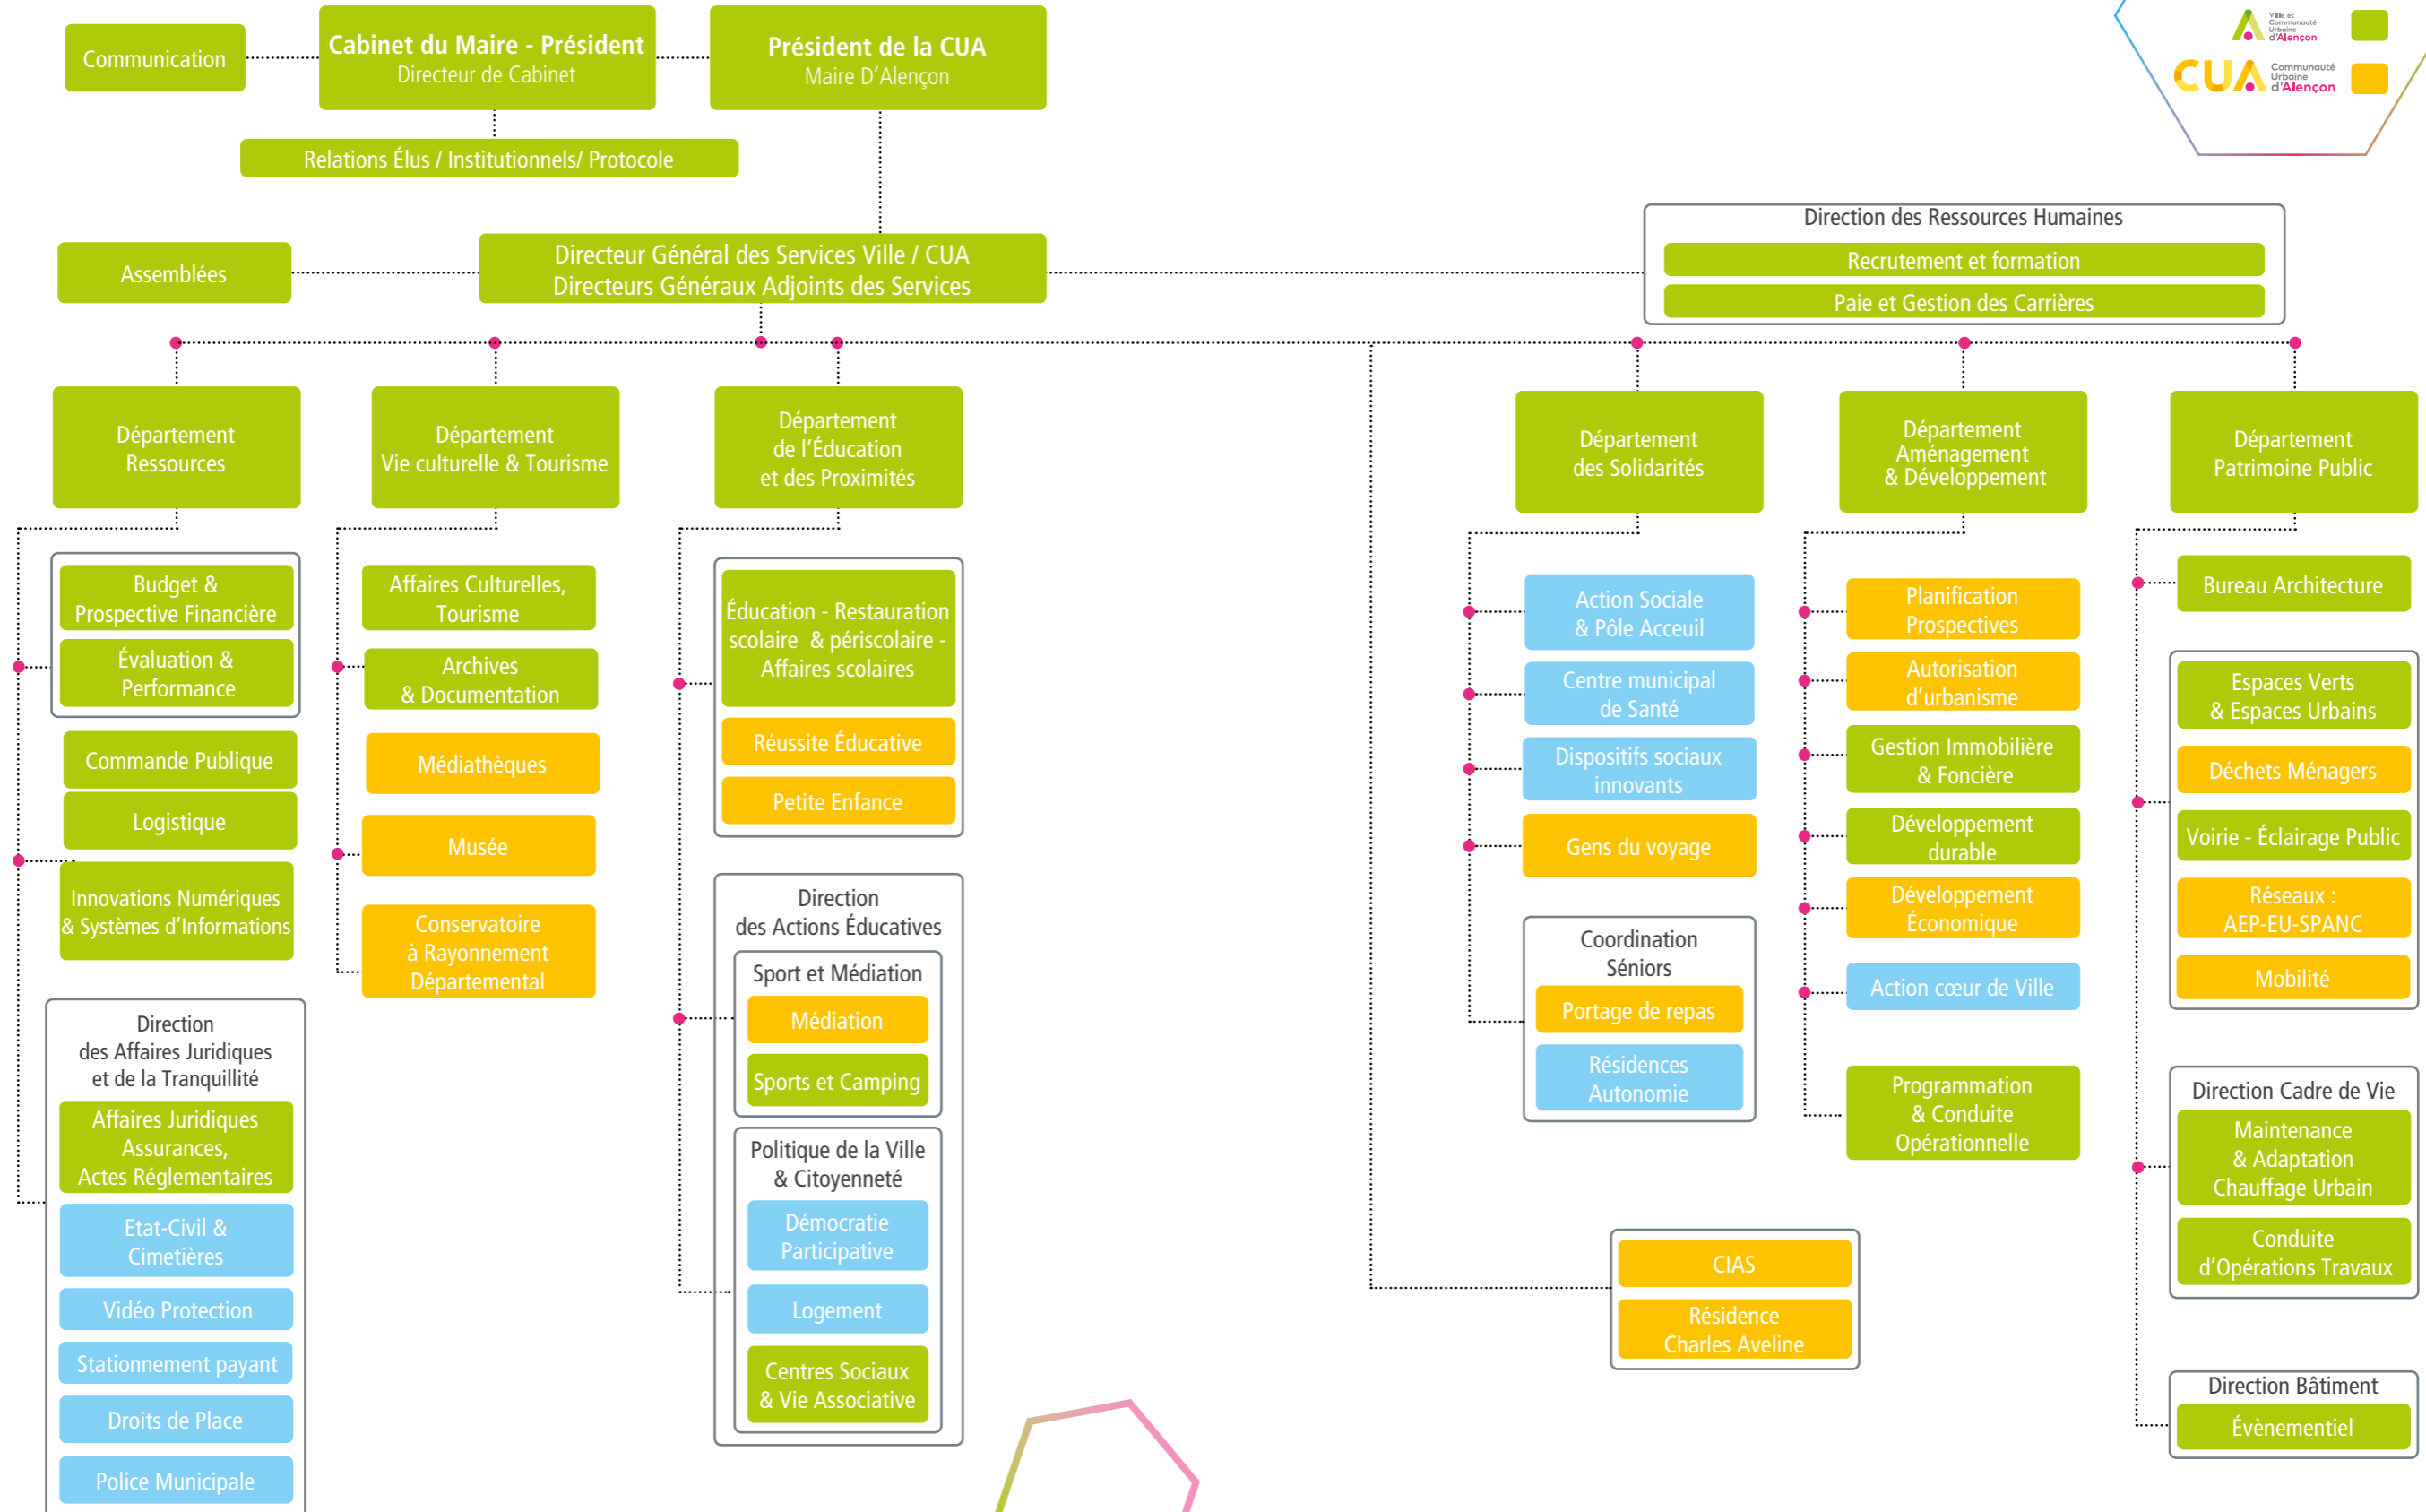 Communication
Cabinet du Maire - Président
Directeur de Cabinet
Président de la CUA
Maire D'Alençon
Relations Élus / Institutionnels/ Protocole
Ville et
Communauté
Urbaine
d'Alençon
CUA
Communauté
Urbaine
d'Alençon
Assemblées
Directeur Général des Services Ville / CUA
Directeurs Généraux Adjoints des Services
Direction des Ressources Humaines
Recrutement et formation
Paie et Gestion des Carrières
Département
Ressources
Budget &
Prospective Financière
Évaluation &
Performance
Commande Publique
Logistique
Innovations Numériques
& Systèmes d'Informations
Direction
des Affaires Juridiques
et de la Tranquillité
Affaires Juridiques
Assurances,
Actes Réglementaires
Etat-Civil &
Cimetières
Vidéo Protection
Stationnement payant
Droits de Place
Police Municipale
Département
Vie culturelle & Tourisme
Affaires Culturelles,
Tourisme
Archives
& Documentation
Médiathèques
Musée
Conservatoire
à Rayonnement
Départemental
Département
de l'Éducation
et des Proximités
Éducation - Restauration
scolaire & périscolaire -
Affaires scolaires
Réussite Éducative
Petite Enfance
Direction
des Actions Éducatives
Sport et Médiation
Médiation
Sports et Camping
Politique de la Ville
& Citoyenneté
Démocratie
Participative
Logement
Centres Sociaux
& Vie Associative
Département
des Solidarités
Action Sociale
& Pôle Acceuil
Centre municipal
de Santé
Dispositifs sociaux
innovants
Gens du voyage
Coordination
Séniors
Portage de repas
Résidences
Autonomie
CIAS
Résidence
Charles Aveline
Département
Aménagement
& Développement
Planification
Prospectives
Autorisation
d'urbanisme
Gestion Immobilière
& Foncière
Développement
durable
Développement
Économique
Action cœur de Ville
Programmation
& Conduite
Opérationnelle
Département
Patrimoine Public
Bureau Architecture
Espaces Verts
& Espaces Urbains
Déchets Ménagers
Voirie - Éclairage Public
Réseaux :
AEP-EU-SPANC
Mobilité
Direction Cadre de Vie
Maintenance
& Adaptation
Chauffage Urbain
Conduite
d'Opérations Travaux
Direction Bâtiment
Évènementiel